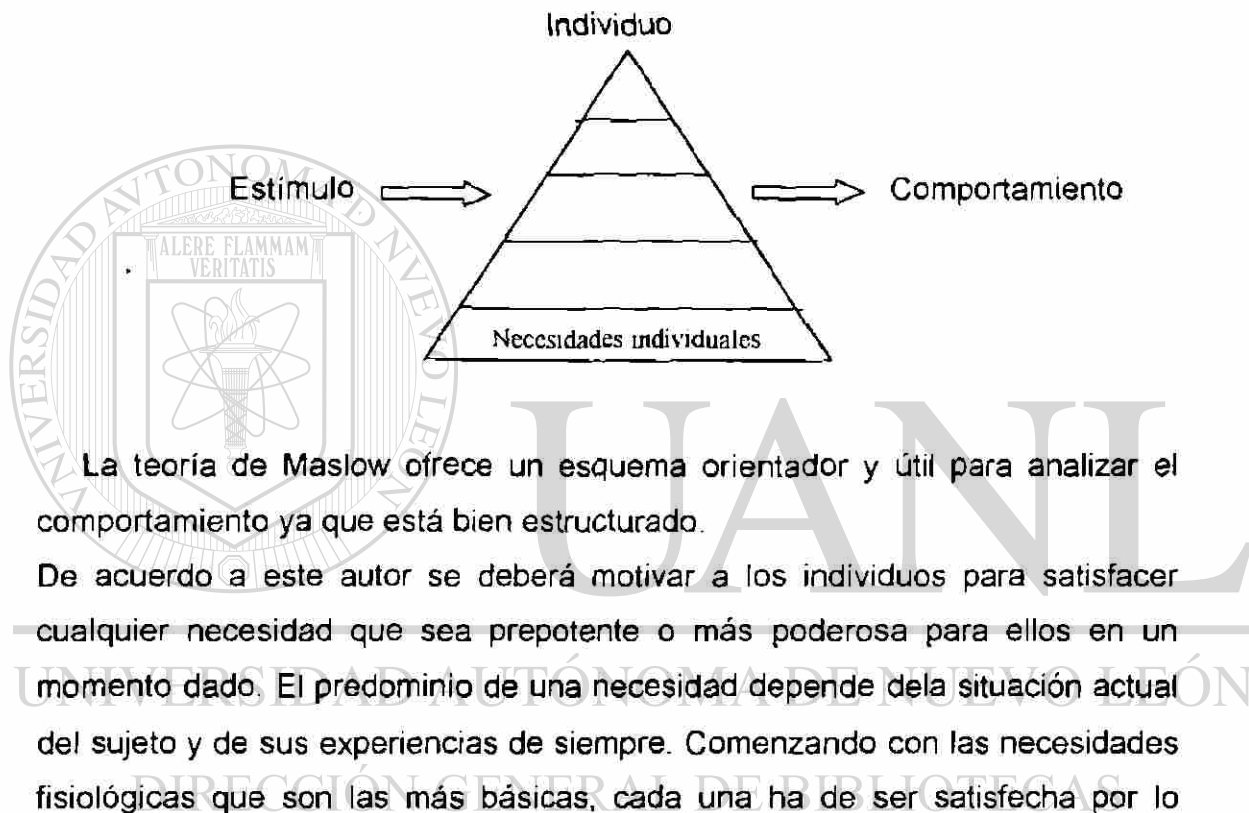 Individuo
Estímulo
Comportamiento
Necesidades individuales
La teoría de Maslow ofrece un esquema orientador y útil para analizar el
comportamiento ya que está bien estructurado.
De acuerdo a este autor se deberá motivar a los individuos para satisfacer
cualquier necesidad que sea prepotente o más poderosa para ellos en un
momento dado. El predominio de una necesidad depende dela situación actual
del sujeto y de sus experiencias de siempre. Comenzando con las necesidades
fisiológicas que son las más básicas, cada una ha de ser satisfecha por lo
UNIVERSIDAD AVTONOMA D NVEVO LEÓN
ALERE FLAMMAM
VERITATIS
UANL
UNIVERSIDAD AUTÓNOMA DE NUEVO LEÓN
DIRECCIÓN GENERAL DE BIBLIOTECAS